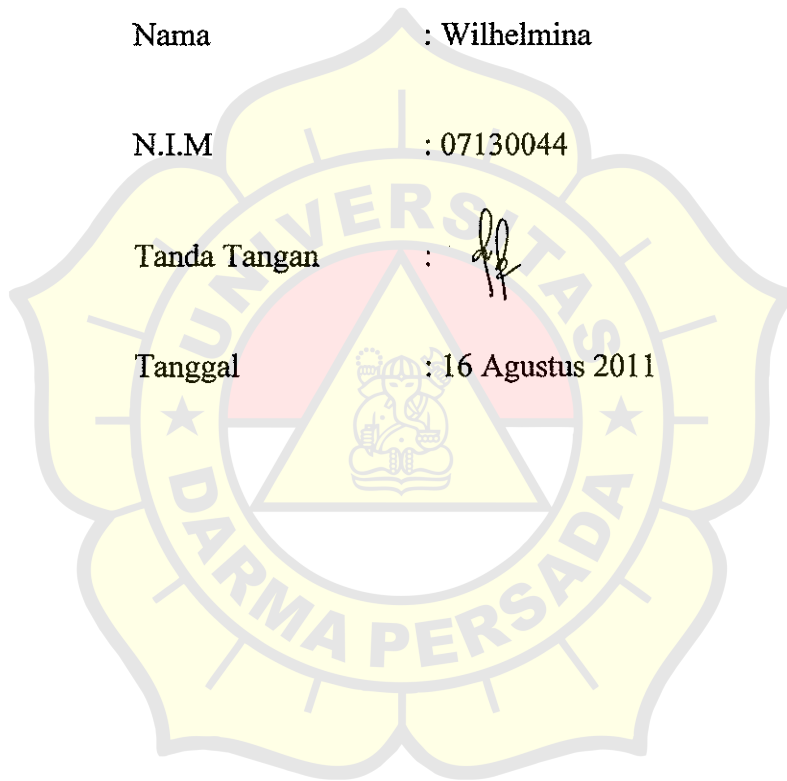 Nama : Wilhelmina
N.I.M : 07130044
Tanda Tangan :
Tanggal : 16 Agustus 2011
UNIVERSITAS
DARMA PERSADA